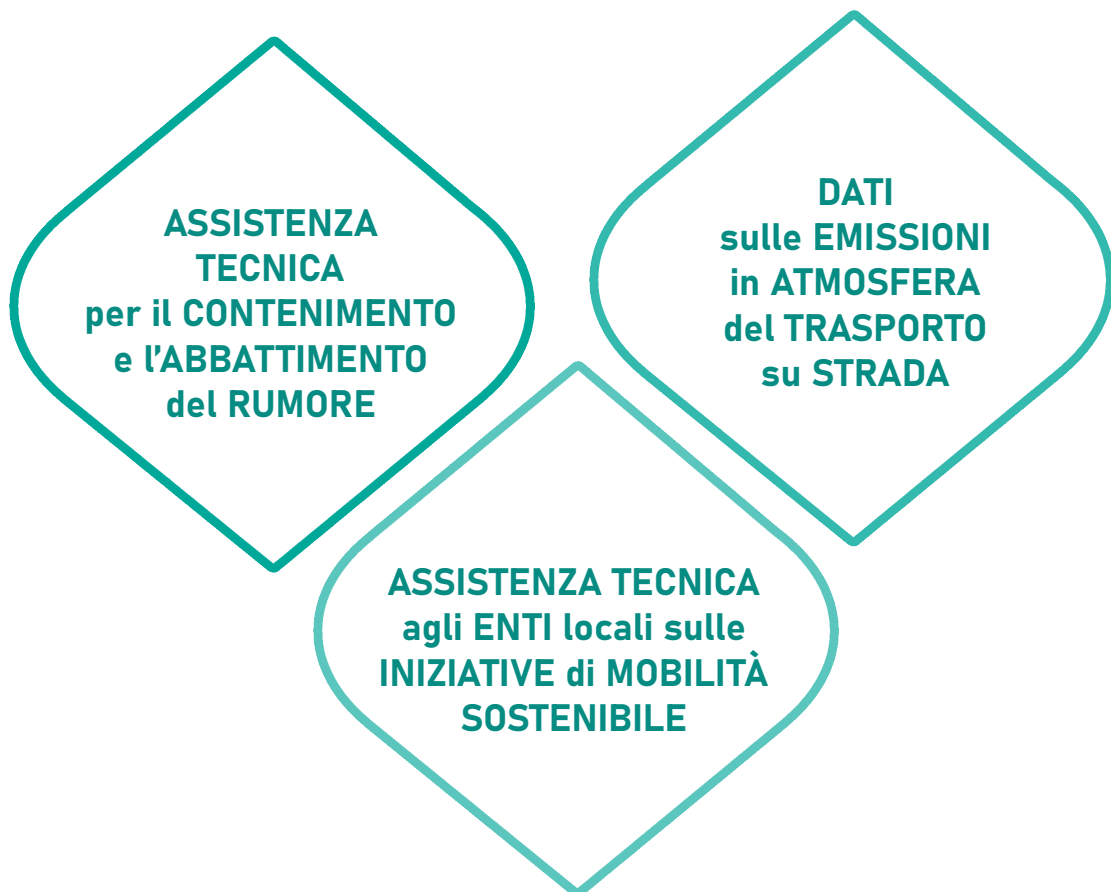 ASSISTENZA
TECNICA
per il CONTENIMENTO
e l'ABBATTIMENTO
del RUMORE
DATI
sulle EMISSIONI
in ATMOSFERA
del TRASPORTO
su STRADA
ASSISTENZA TECNICA
agli ENTI locali sulle
INIZIATIVE di MOBILITÀ
SOSTENIBILE